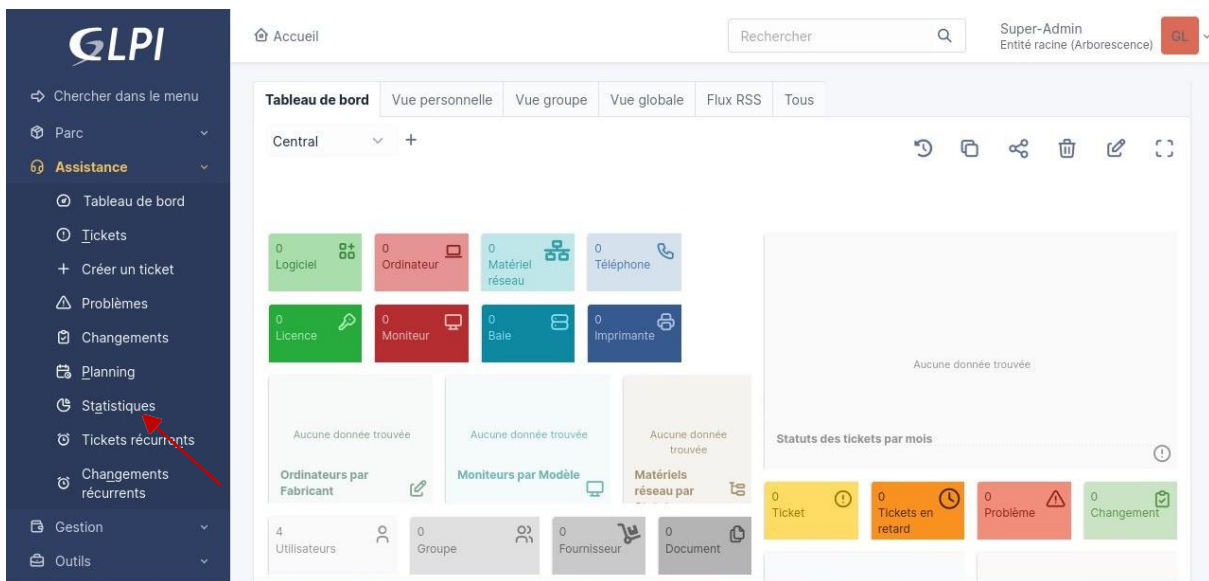 GLPI
Chercher dans le menu
Parc
Assistance
Tableau de bord
Tickets
Créer un ticket
Problèmes
Changements
Planning
Statistiques
Tickets récurrents
Changements
récurrents
Gestion
Outils
Accueil
Rechercher
Super-Admin
Entité racine (Arborescence)
GL
Tableau de bord Vue personnelle Vue groupe Vue globale Flux RSS Tous
Central
0
Logiciel
0
Ordinateur
0
Matériel
réseau
0
Téléphone
0
Licence
0
Moniteur
0
Baie
0
Imprimante
Aucune donnée trouvée
Ordinateurs par
Fabricant
Aucune donnée trouvée
Moniteurs par Modèle
Aucune donnée
trouvée
Matériels
réseau par
4
Utilisateurs
0
Groupe
0
Fournisseur
0
Document
Aucune donnée trouvée
Statuts des tickets par mois
0
Ticket
0
Tickets en
retard
0
Problème
0
Changement